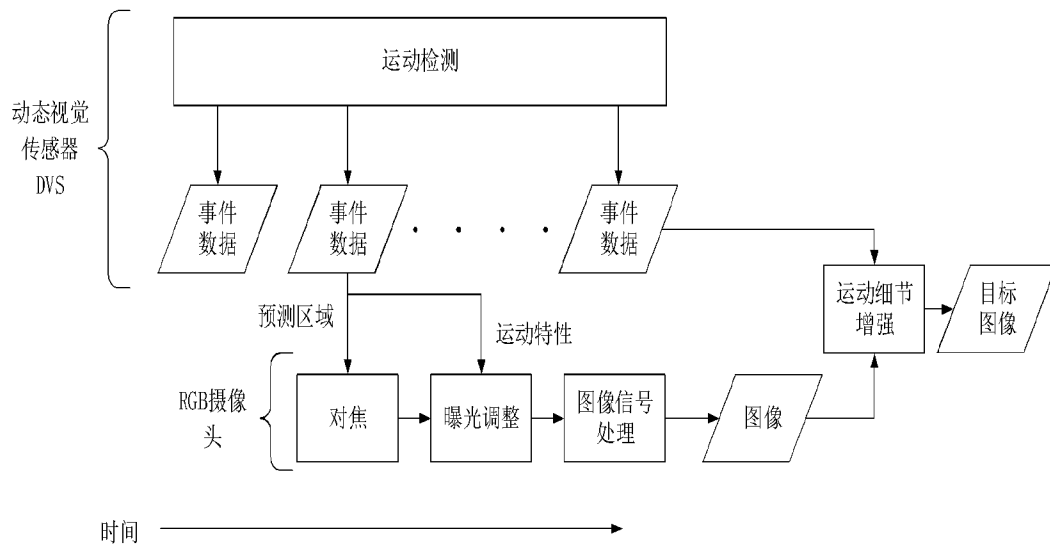 运动检测
动态视觉
传感器
DVS
事件
数据
事件
数据
事件
数据
运动细节
增强
目标
图像
预测区域
运动特性
RGB摄像
头
对焦
曝光调整
图像信号
处理
图像
时间